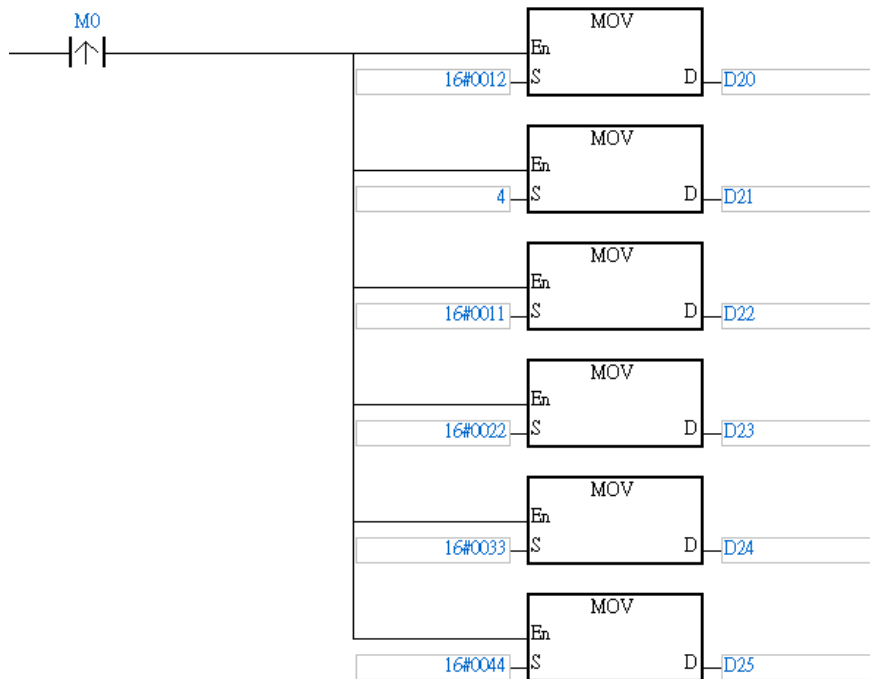 M0
MOV
En
16#0012 S D D20
MOV
En
4 S D D21
MOV
En
16#0011 S D D22
MOV
En
16#0022 S D D23
MOV
En
16#0033 S D D24
MOV
En
16#0044 S D D25